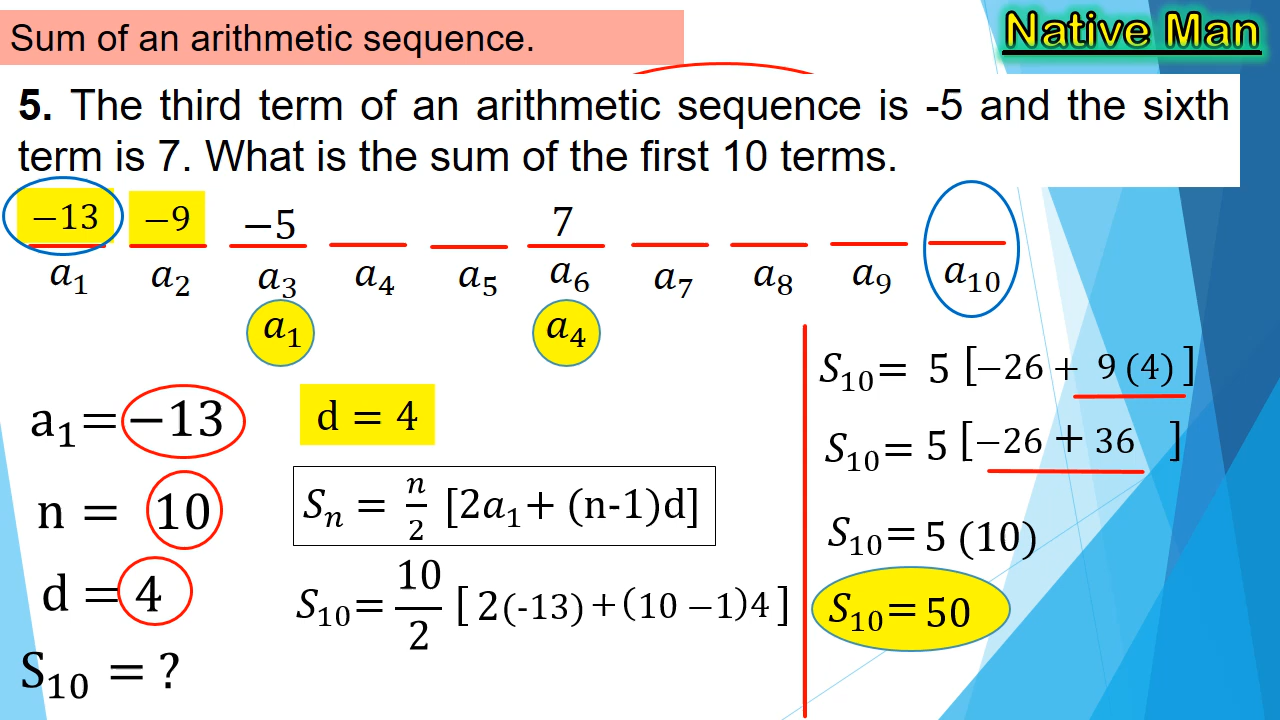 Sum of an arithmetic sequence.
Native Man
5. The third term of an arithmetic sequence is -5 and the sixth
term is 7. What is the sum of the first 10 terms.
−13 −9 −5 7
a₁ a₂ a₃ a₄ a₅ a₆ a₇ a₈ a₉ a₁₀
a₁ a₄
a₁= −13
n = 10
d = 4
S₁₀ = ?
d = 4
Sₙ = n/2 [2a₁+ (n-1)d]
S₁₀= 10/2 [ 2(-13) +(10 −1)4 ]
S₁₀= 5 [−26 + 9 (4) ]
S₁₀= 5 [−26 + 36 ]
S₁₀= 5 (10)
S₁₀= 50